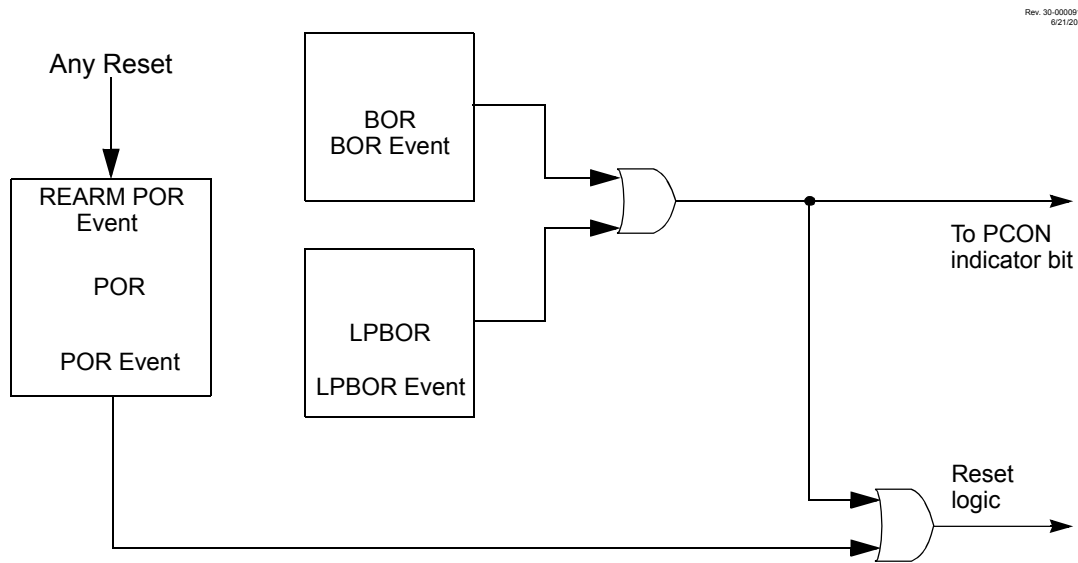 Rev. 30-00009
6/21/20
Any Reset
REARM POR
Event
POR
POR Event
BOR
BOR Event
LPBOR
LPBOR Event
To PCON
indicator bit
Reset
logic